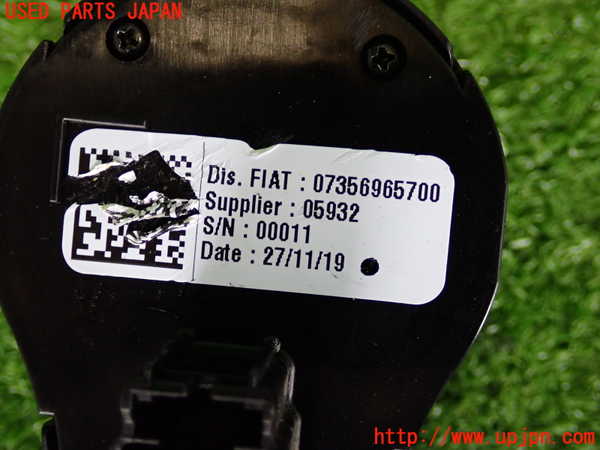 USED PARTS JAPAN
Dis. FIAT : 07356965700
Supplier : 05932
S/N : 00011
Date : 27/11/19
http://www.upjpn.com/